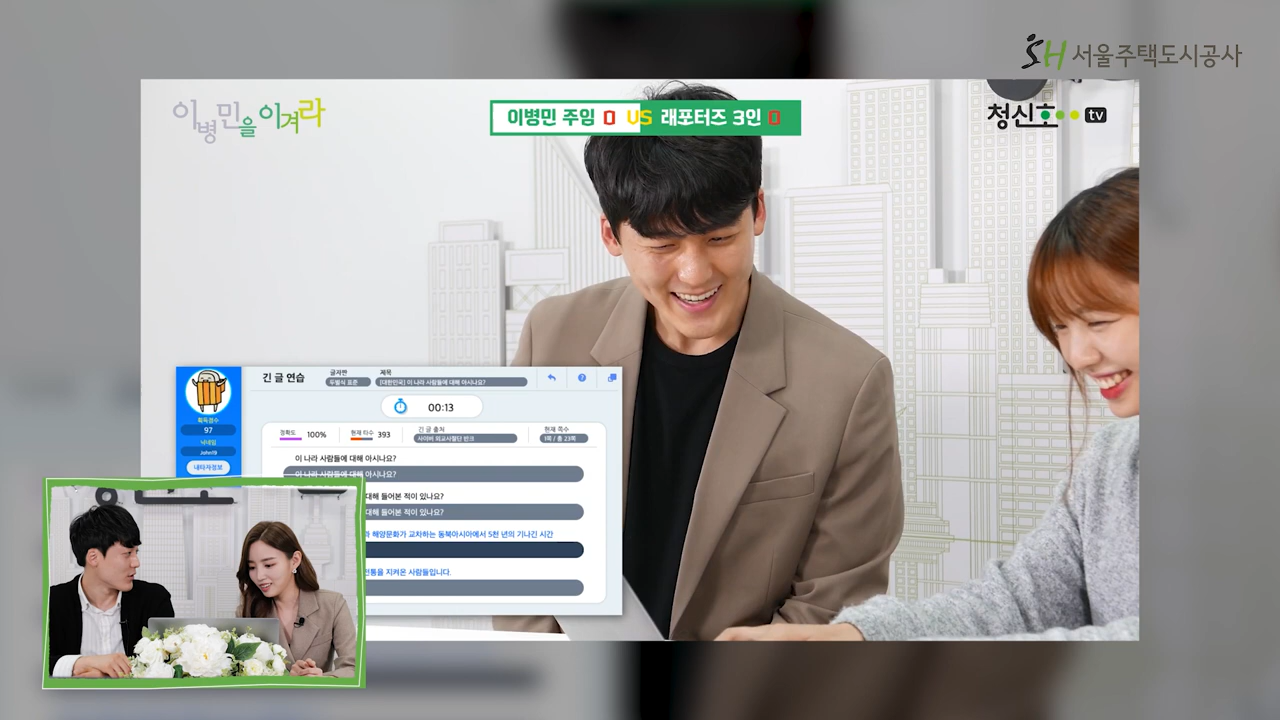 SH 서울주택도시공사
이병민을 이겨라
이병민 주임 0 VS 래포터즈 3인 0
청신호 tv
긴 글 연습
글자판
두벌식 표준
제목
[대한민국] 이 나라 사람들에 대해 아시나요?
00:13
획득점수
97
닉네임
John19
내타자정보
정확도 100%
현재 타수 393
긴 글 출처
사이버 외교사절단 반크
현재 쪽수
1쪽 / 총 23쪽
이 나라 사람들에 대해 아시나요?
이 나라 사람들에 대해 아시나요?
대해 들어본 적이 있나요?
대해 들어본 적이 있나요?
해양문화가 교차하는 동북아시아에서 5천 년의 기나긴 시간
전통을 지켜온 사람들입니다.